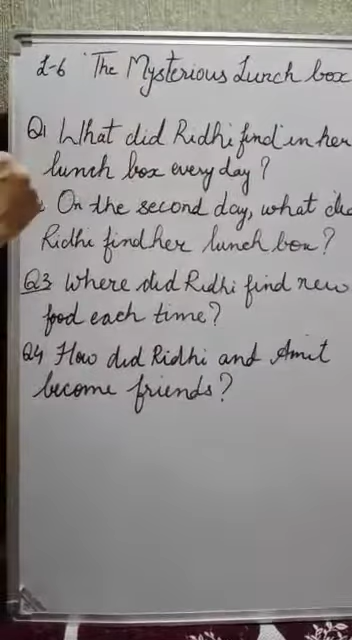 L-6 The Mysterious Lunch box
Q1 What did Ridhi find in her
lunch box every day?
On the second day, what
Ridhi find her lunch box?
Q3 Where did Ridhi find new
food each time?
Q4 How did Ridhi and Amit
become friends?